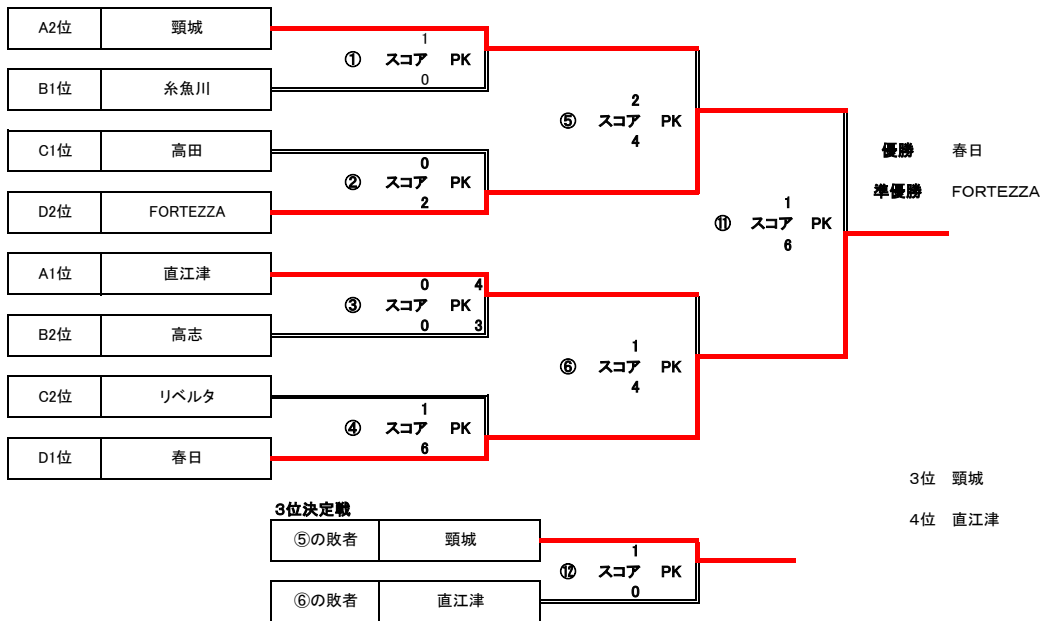 A2位 頸城
1
① スコア PK
0
B1位 糸魚川
2
⑤ スコア PK
4
C1位 高田
優勝 春日
0
② スコア PK
2
準優勝 FORTEZZA
D2位 FORTEZZA
1
⑪ スコア PK
6
A1位 直江津
0 4
③ スコア PK
0 3
B2位 高志
1
⑥ スコア PK
4
C2位 リベルタ
1
④ スコア PK
6
D1位 春日
3位 頸城
3位決定戦
4位 直江津
⑤の敗者 頸城
1
⑫ スコア PK
0
⑥の敗者 直江津